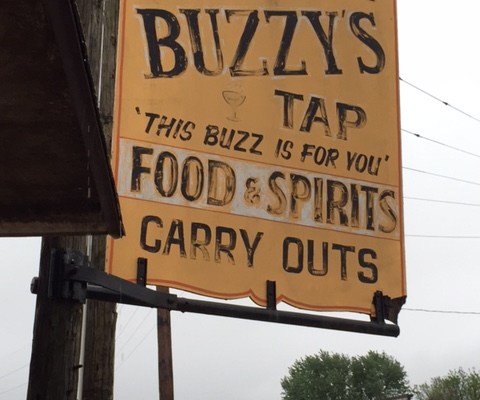 BUZZY'S
TAP
'THIS BUZZ IS FOR YOU'
FOOD & SPIRITS
CARRY OUTS